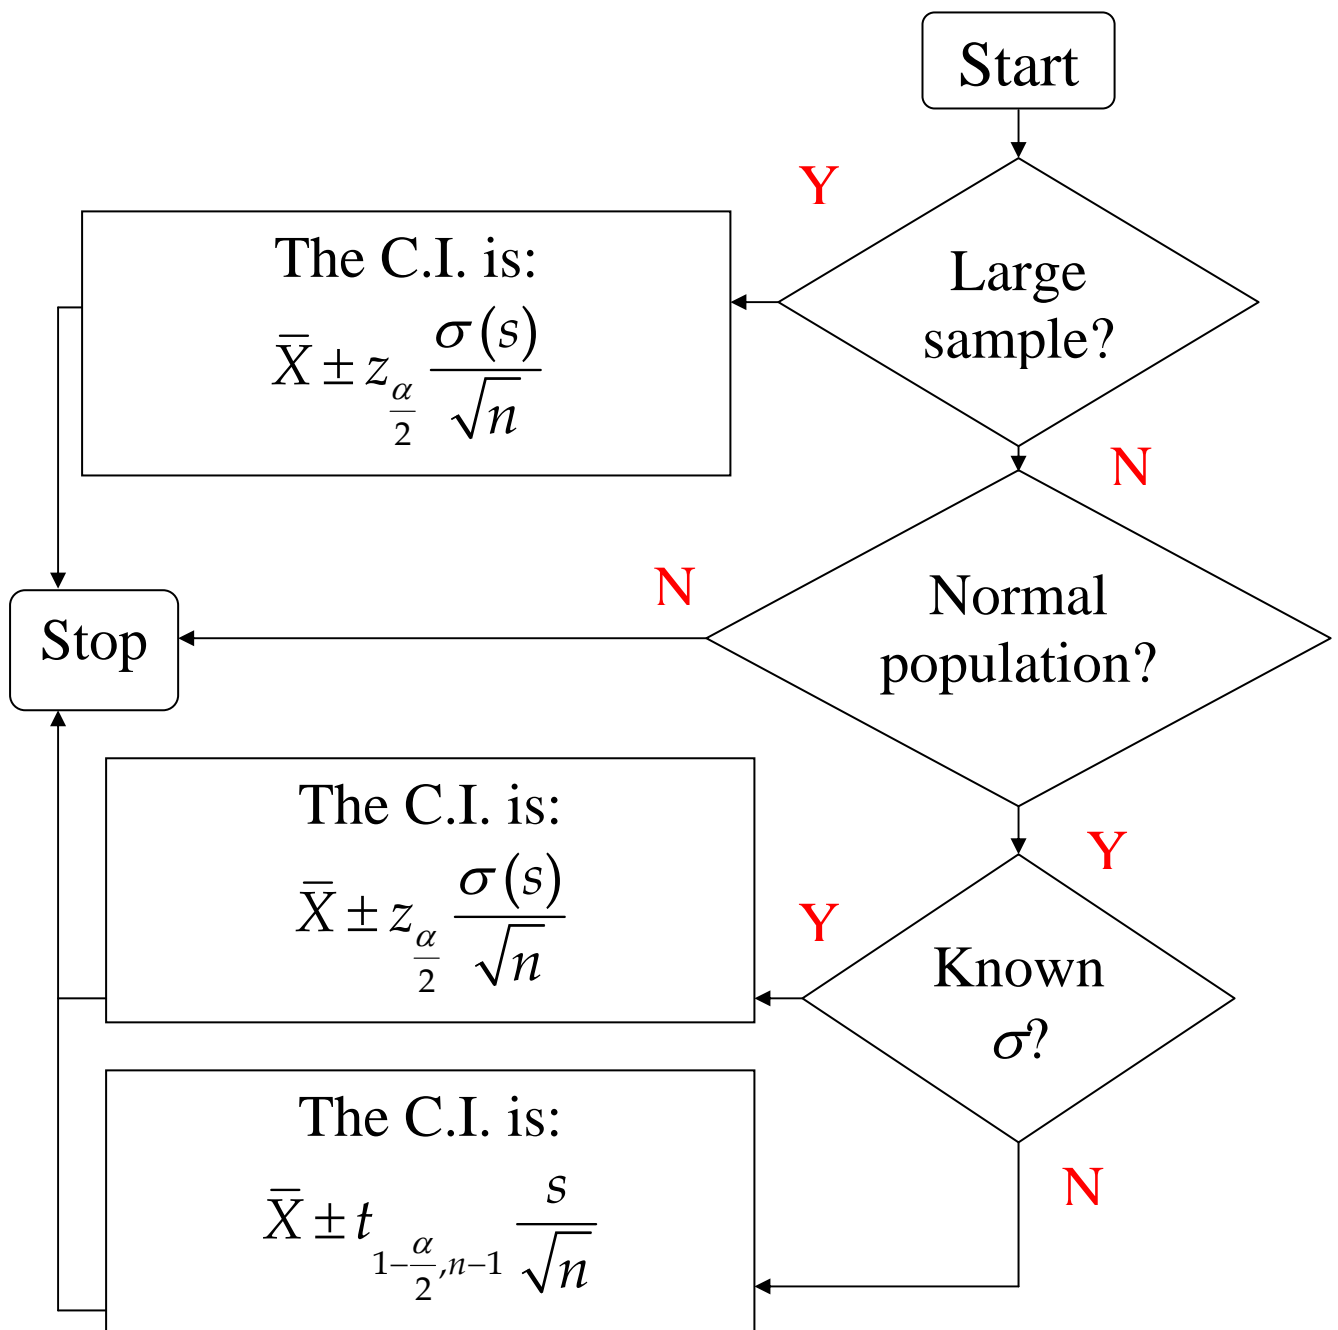 Start
Y
Large
sample?
The C.I. is:
X̄ ± z_{α/2} σ(s)/√n
N
Normal
population?
N
Stop
Y
Known
σ?
Y
The C.I. is:
X̄ ± z_{α/2} σ(s)/√n
N
The C.I. is:
X̄ ± t_{1−α/2,n−1} s/√n